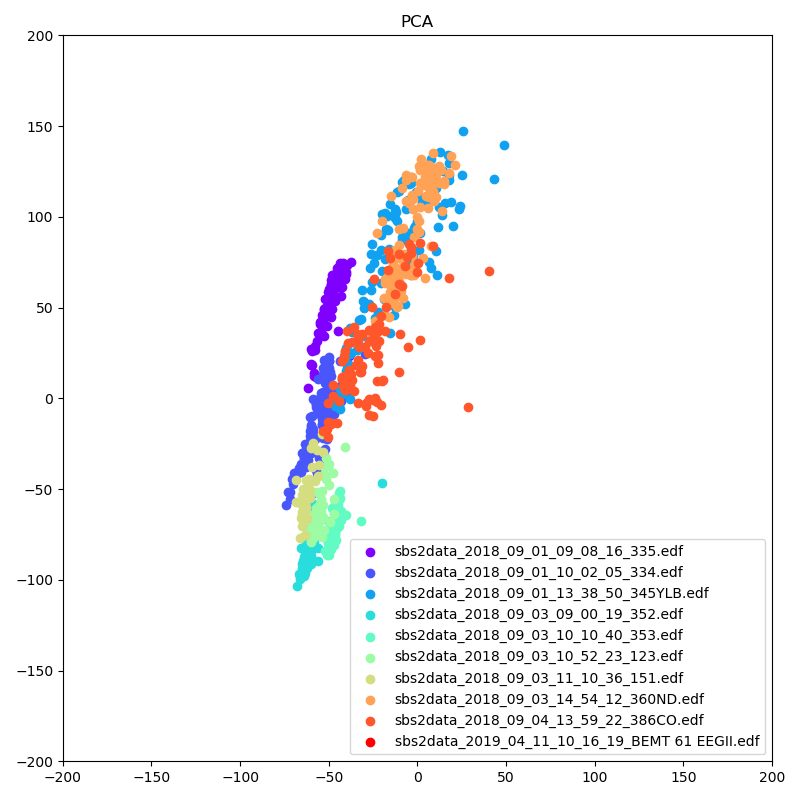 PCA
200
150
100
50
0
−50
−100
−150
−200
sbs2data_2018_09_01_09_08_16_335.edf
sbs2data_2018_09_01_10_02_05_334.edf
sbs2data_2018_09_01_13_38_50_345YLB.edf
sbs2data_2018_09_03_09_00_19_352.edf
sbs2data_2018_09_03_10_10_40_353.edf
sbs2data_2018_09_03_10_52_23_123.edf
sbs2data_2018_09_03_11_10_36_151.edf
sbs2data_2018_09_03_14_54_12_360ND.edf
sbs2data_2018_09_04_13_59_22_386CO.edf
sbs2data_2019_04_11_10_16_19_BEMT 61 EEGII.edf
−200 −150 −100 −50 0 50 100 150 200